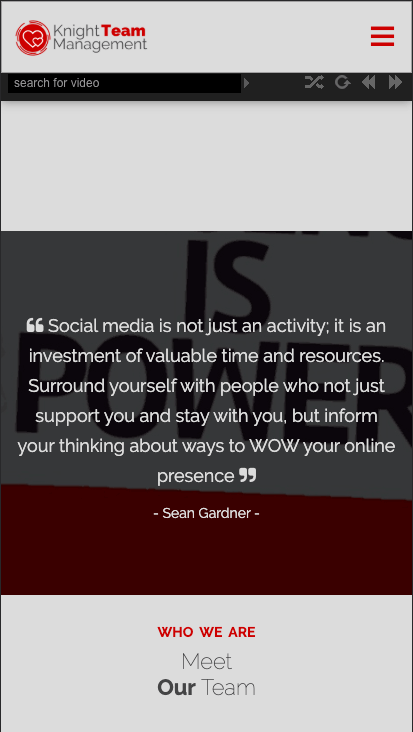 Knight Team
Management
search for video
IS
POWER
Social media is not just an activity; it is an
investment of valuable time and resources.
Surround yourself with people who not just
support you and stay with you, but inform
your thinking about ways to WOW your online
presence
- Sean Gardner -
WHO WE ARE
Meet
Our Team